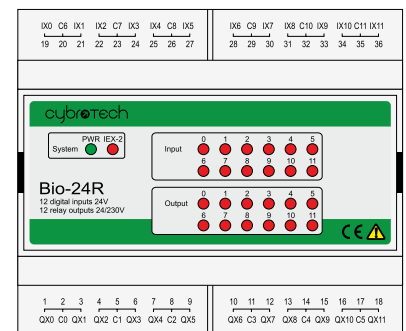 IX0 C6 IX1 IX2 C7 IX3 IX4 C8 IX5 IX6 C9 IX7 IX8 C10 IX9 IX10 C11 IX11
19 20 21 22 23 24 25 26 27 28 29 30 31 32 33 34 35 36
cybrotech
PWR IEX-2
System
Input
0 1 2 3 4 5
6 7 8 9 10 11
Bio-24R
12 digital inputs 24V
12 relay outputs 24/230V
Output
0 1 2 3 4 5
6 7 8 9 10 11
CE
1 2 3 4 5 6 7 8 9 10 11 12 13 14 15 16 17 18
QX0 C0 QX1 QX2 C1 QX3 QX4 C2 QX5 QX6 C3 QX7 QX8 C4 QX9 QX10 C5 QX11